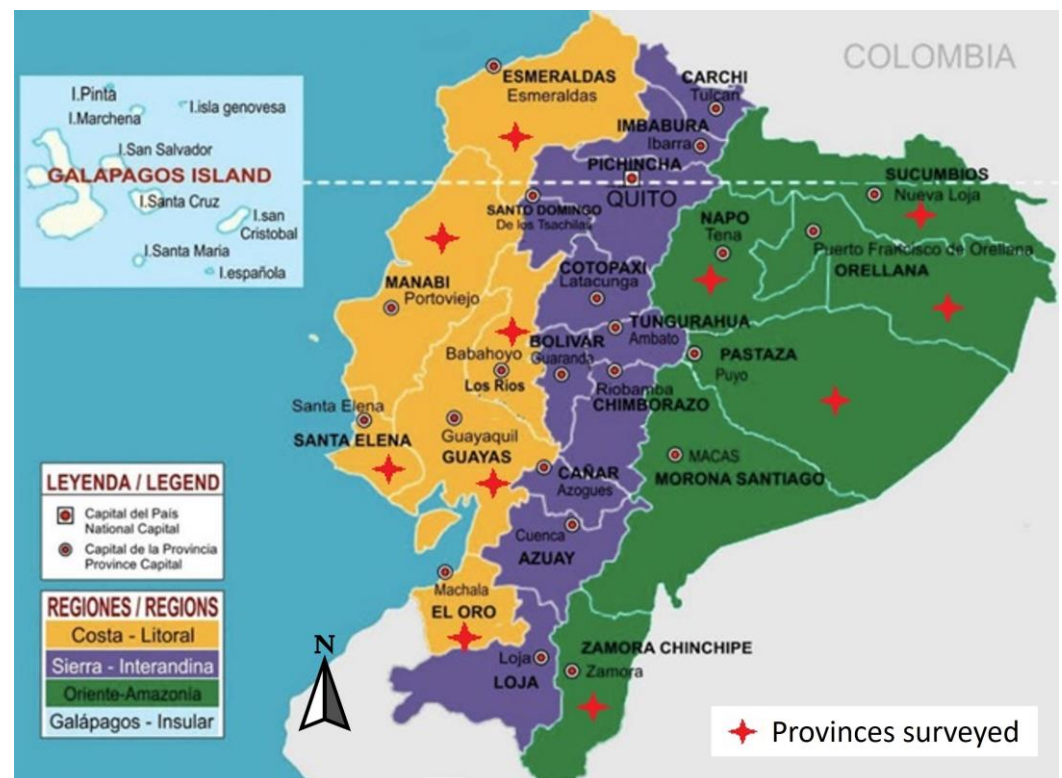 COLOMBIA
I.Pinta
I.Marchena
I.isla genovesa
I.San Salvador
GALAPAGOS ISLAND
I.Santa Cruz
I.san
Cristobal
I.Santa Maria
I.española
ESMERALDAS
Esmeraldas
CARCHI
Tulcan
IMBABURA
Ibarra
PICHINCHA
QUITO
SANTO DOMINGO
De los Tsachilas
SUCUMBIOS
Nueva Loja
NAPO
Tena
Puerto Francisco de Orellana
ORELLANA
COTOPAXI
Latacunga
MANABI
Portoviejo
TUNGURAHUA
Ambato
BOLIVAR
Guaranda
Babahoyo
Los Rios
PASTAZA
Puyo
Riobamba
CHIMBORAZO
Santa Elena
SANTA ELENA
Guayaquil
GUAYAS
MACAS
MORONA SANTIAGO
CAÑAR
Azogues
Cuenca
AZUAY
Machala
EL ORO
Loja
LOJA
ZAMORA CHINCHIPE
Zamora
LEYENDA / LEGEND
Capital del País
National Capital
Capital de la Provincia
Province Capital
REGIONES / REGIONS
Costa - Litoral
Sierra - Interandina
Oriente-Amazonía
Galápagos - Insular
N
Provinces surveyed